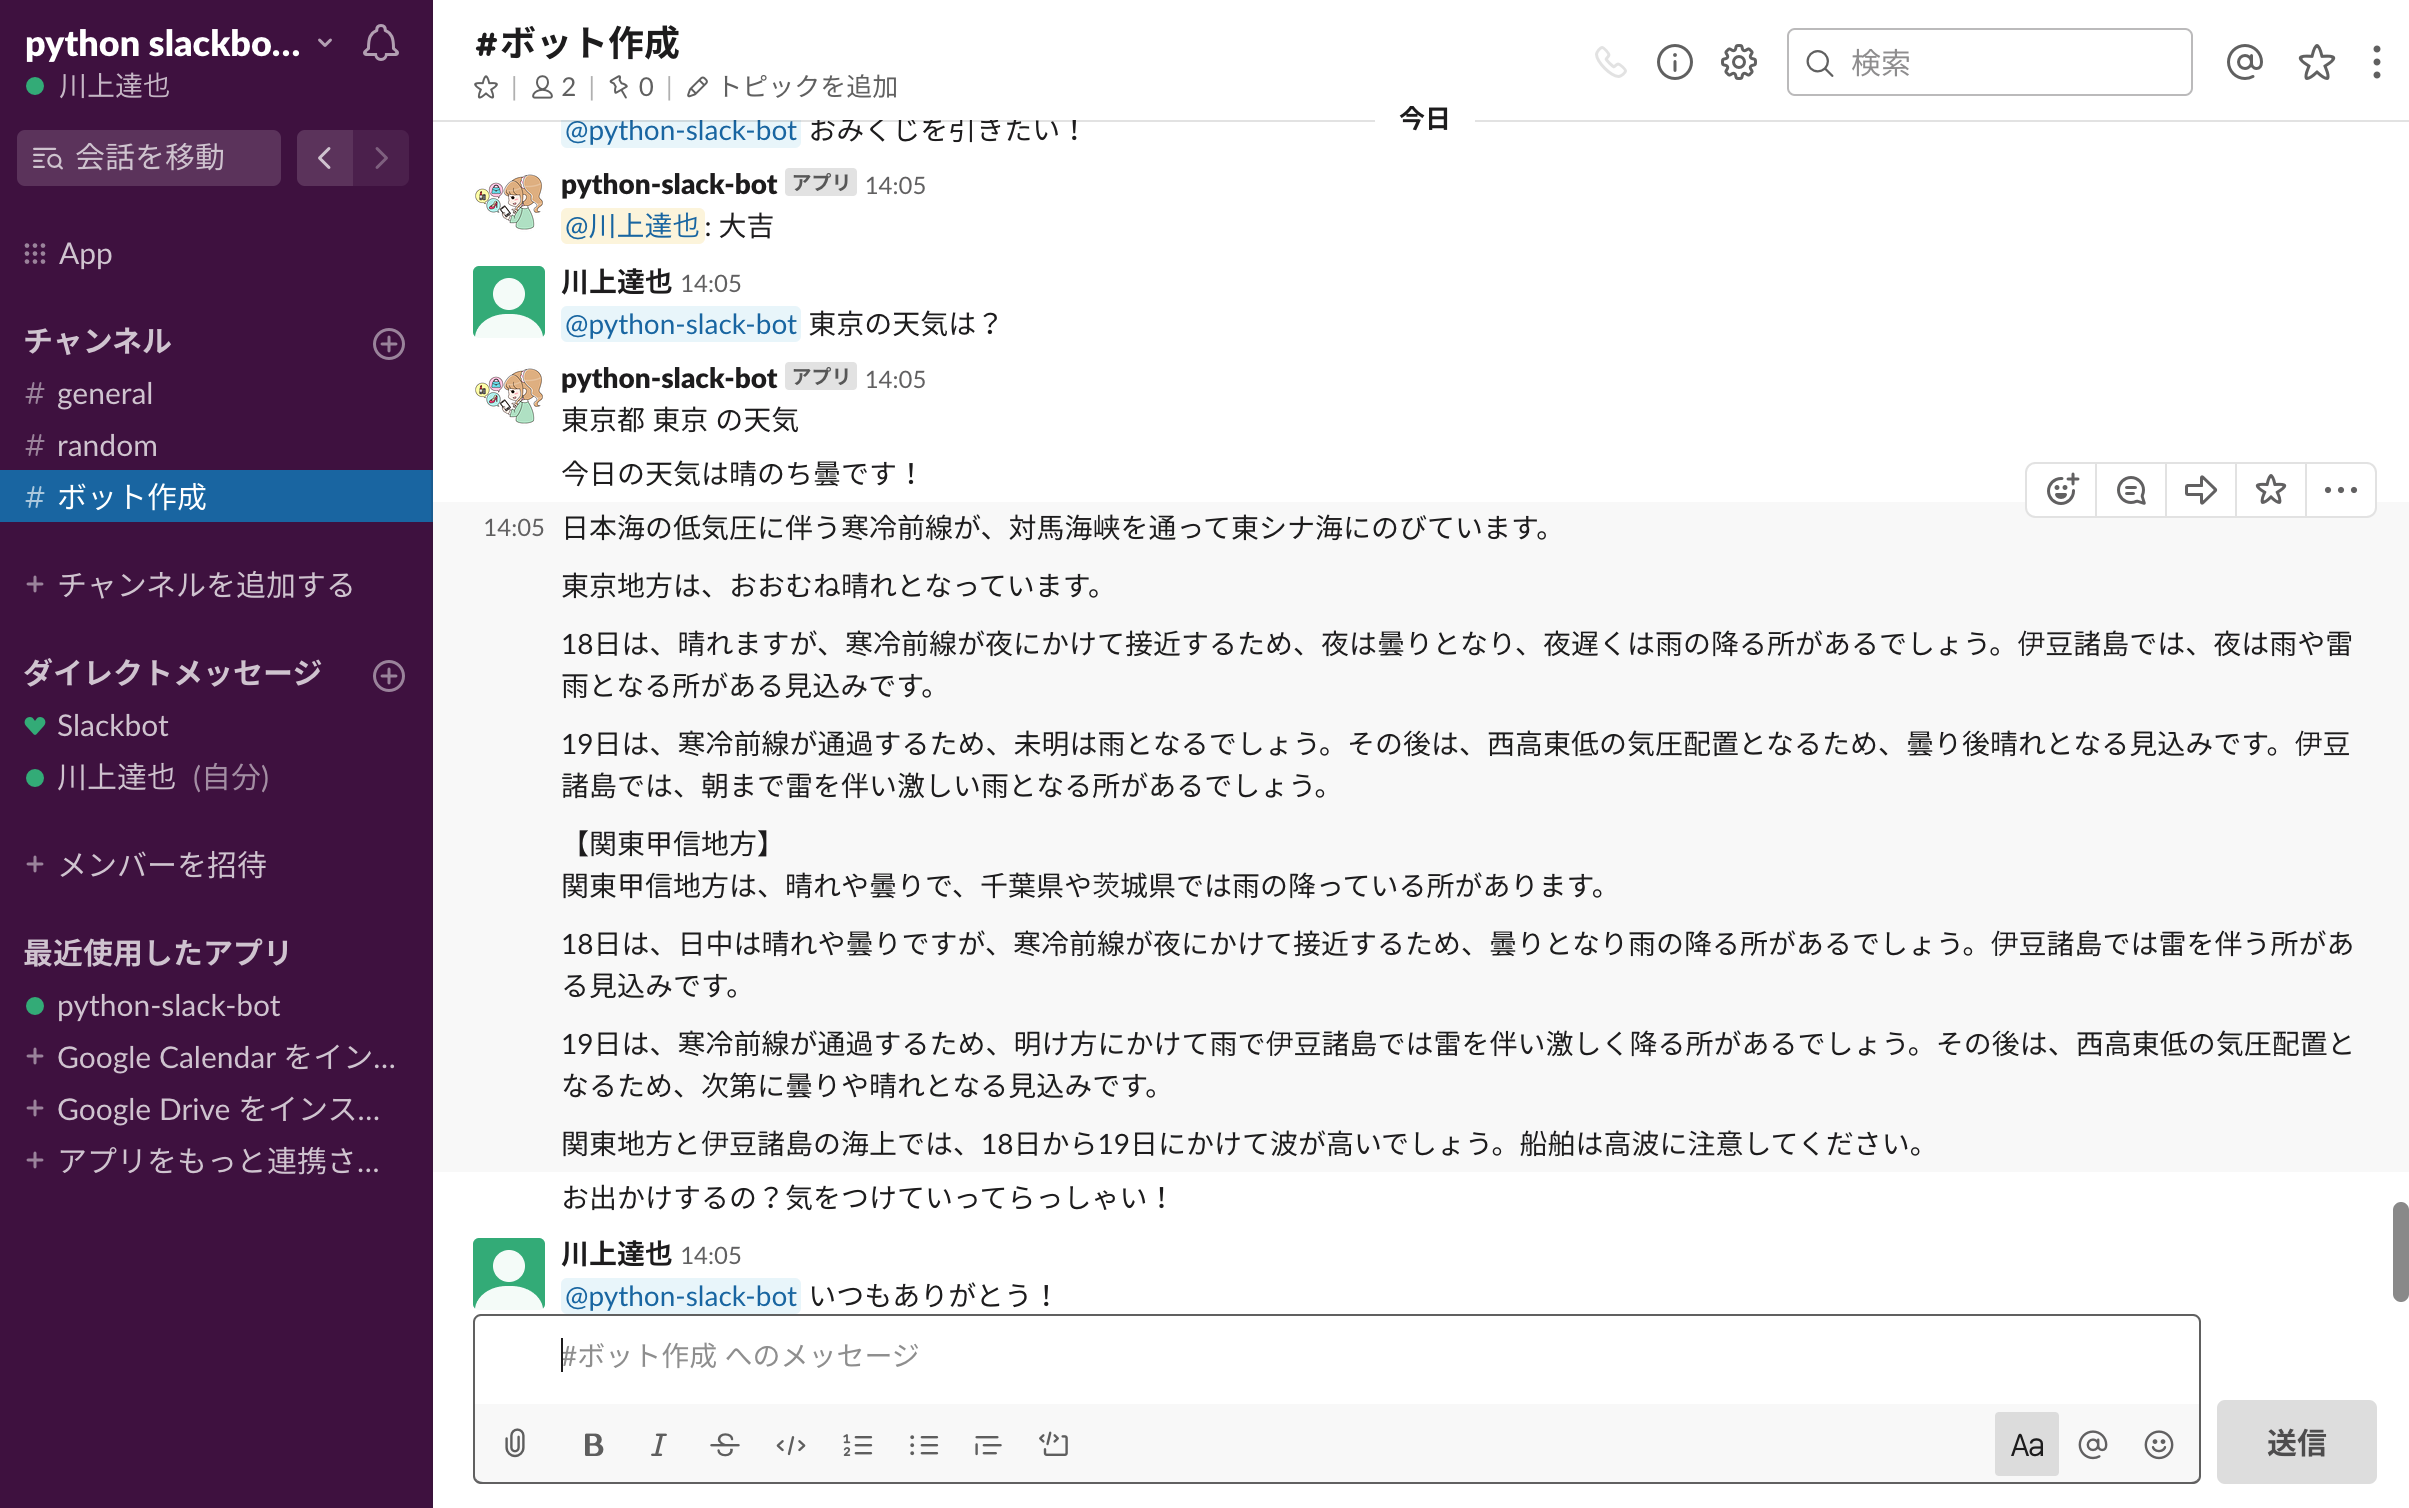 python slackbo...
川上達也
会話を移動
App
チャンネル
# general
# random
# ボット作成
+ チャンネルを追加する
ダイレクトメッセージ
Slackbot
川上達也 (自分)
+ メンバーを招待
最近使用したアプリ
python-slack-bot
+ Google Calendar をイン...
+ Google Drive をインス...
+ アプリをもっと連携さ...
#ボット作成
2 | 0 | トピックを追加
検索
今日
@python-slack-bot おみくじを引きたい！
python-slack-bot アプリ 14:05
@川上達也: 大吉
川上達也 14:05
@python-slack-bot 東京の天気は？
python-slack-bot アプリ 14:05
東京都 東京 の天気
今日の天気は晴のち曇です！
14:05 日本海の低気圧に伴う寒冷前線が、対馬海峡を通って東シナ海にのびています。
東京地方は、おおむね晴れとなっています。
18日は、晴れますが、寒冷前線が夜にかけて接近するため、夜は曇りとなり、夜遅くは雨の降る所があるでしょう。伊豆諸島では、夜は雨や雷
雨となる所がある見込みです。
19日は、寒冷前線が通過するため、未明は雨となるでしょう。その後は、西高東低の気圧配置となるため、曇り後晴れとなる見込みです。伊豆
諸島では、朝まで雷を伴い激しい雨となる所があるでしょう。
【関東甲信地方】
関東甲信地方は、晴れや曇りで、千葉県や茨城県では雨の降っている所があります。
18日は、日中は晴れや曇りですが、寒冷前線が夜にかけて接近するため、曇りとなり雨の降る所があるでしょう。伊豆諸島では雷を伴う所があ
る見込みです。
19日は、寒冷前線が通過するため、明け方にかけて雨で伊豆諸島では雷を伴い激しく降る所があるでしょう。その後は、西高東低の気圧配置と
なるため、次第に曇りや晴れとなる見込みです。
関東地方と伊豆諸島の海上では、18日から19日にかけて波が高いでしょう。船舶は高波に注意してください。
お出かけするの？気をつけていってらっしゃい！
川上達也 14:05
@python-slack-bot いつもありがとう！
#ボット作成 へのメッセージ
B I S </> Aa @
送信